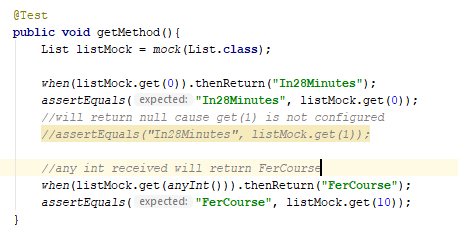 @Test
public void getMethod(){
List listMock = mock(List.class);
when(listMock.get(0)).thenReturn("In28Minutes");
assertEquals( expected: "In28Minutes", listMock.get(0));
//will return null cause get(1) is not configured
//assertEquals("In28Minutes", listMock.get(1));
//any int received will return FerCourse
when(listMock.get(anyInt())).thenReturn("FerCourse");
assertEquals( expected: "FerCourse", listMock.get(10));
}